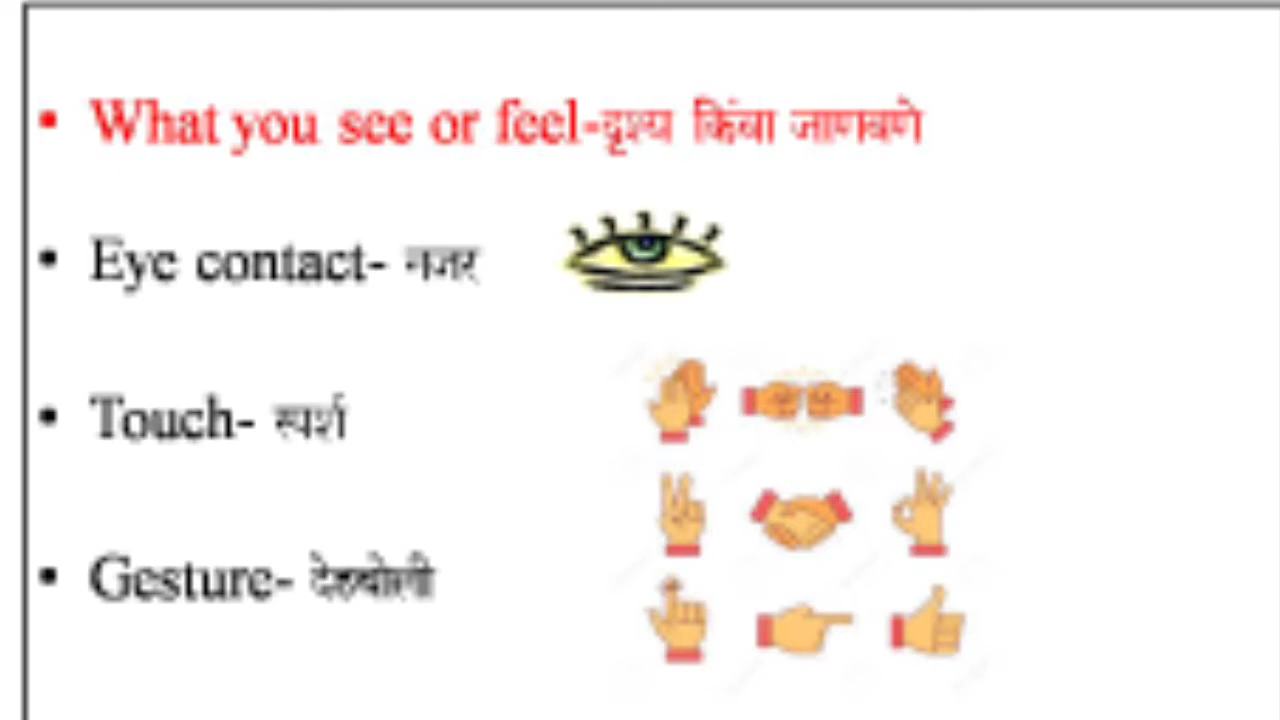 • What you see or feel-दृश्य किंवा जाणवणे
• Eye contact- नजर
• Touch- स्पर्श
• Gesture- देहबोली